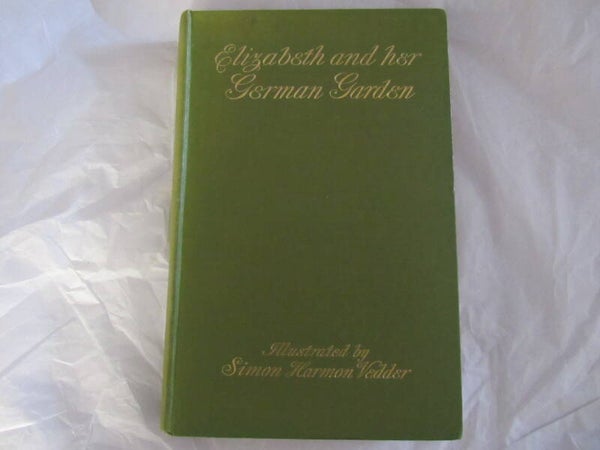 Elizabeth and her
German Garden
Illustrated by
Simon Harmon Vedder